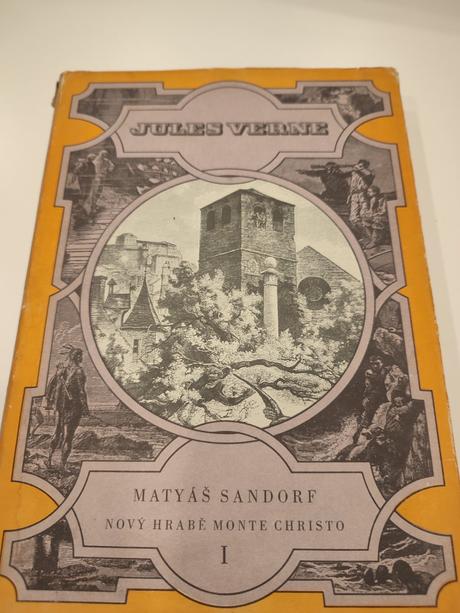 JULES VERNE
MATYÁŠ SANDORF
NOVÝ HRABĚ MONTE CHRISTO
I